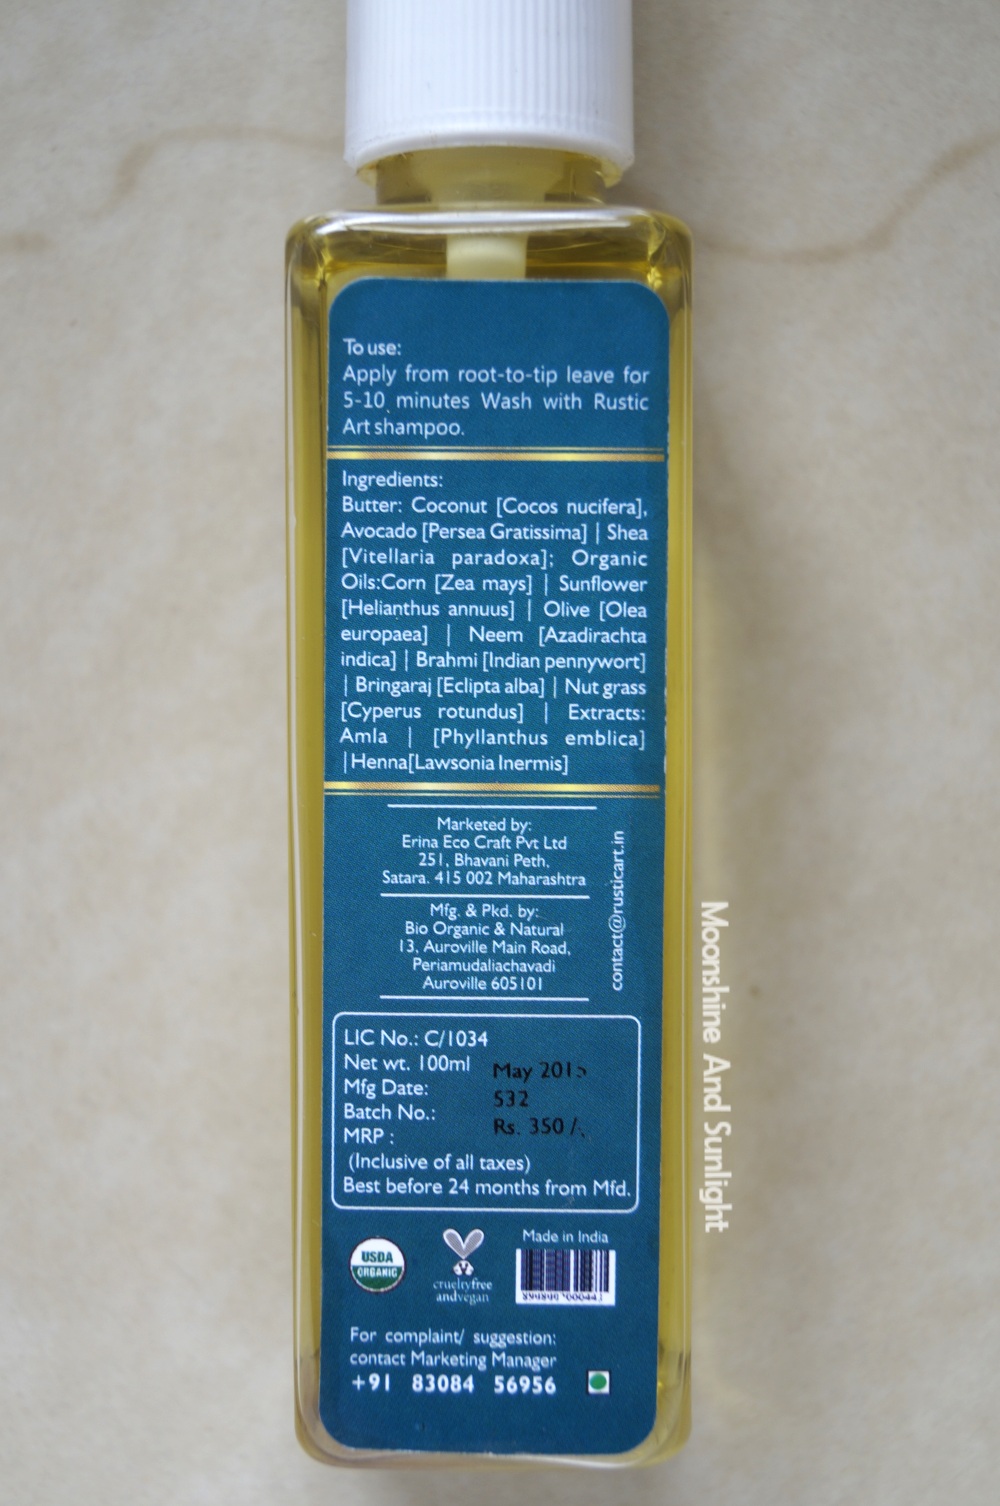 To use:
Apply from root-to-tip leave for
5-10 minutes Wash with Rustic
Art shampoo.
Ingredients:
Butter: Coconut [Cocos nucifera],
Avocado [Persea Gratissima] | Shea
[Vitellaria paradoxa]; Organic
Oils:Corn [Zea mays] | Sunflower
[Helianthus annuus] | Olive [Olea
europaea] | Neem [Azadirachta
indica] | Brahmi [Indian pennywort]
| Bringaraj [Eclipta alba] | Nut grass
[Cyperus rotundus] | Extracts:
Amla | [Phyllanthus emblica]
|Henna[Lawsonia Inermis]
Marketed by:
Erina Eco Craft Pvt Ltd
251, Bhavani Peth,
Satara. 415 002 Maharashtra
Mfg. & Pkd. by:
Bio Organic & Natural
13, Auroville Main Road,
Periamudaliachavadi
Auroville 605101
contact@rusticart.in
LIC No.: C/1034
Net wt. 100ml
Mfg Date: May
Batch No.: 532
MRP : Rs. 350 /
(Inclusive of all taxes)
Best before 24 months from Mfd.
USDA
ORGANIC
crueltyfree
andvegan
Made in India
For complaint/ suggestion:
contact Marketing Manager
+91 83084 56956
Moonshine And Sunlight